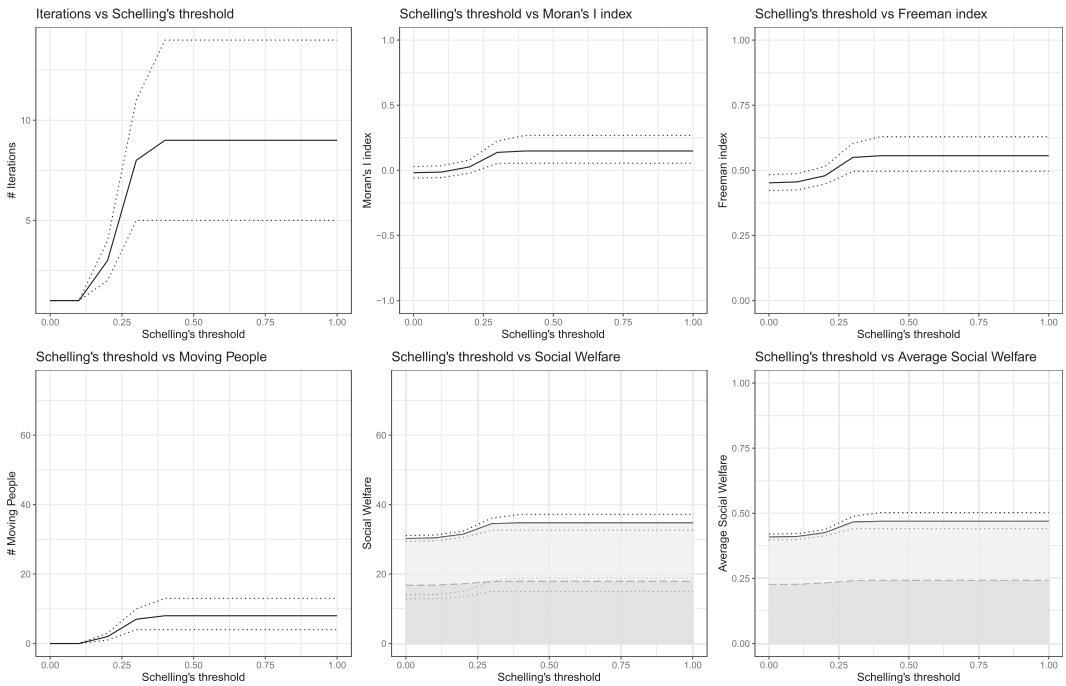 Iterations vs Schelling's threshold
# Iterations
10
5
0.00 0.25 0.50 0.75 1.00
Schelling's threshold
Schelling's threshold vs Moran's I index
Moran's I index
1.0
0.5
0.0
−0.5
−1.0
0.00 0.25 0.50 0.75 1.00
Schelling's threshold
Schelling's threshold vs Freeman index
Freeman index
1.00
0.75
0.50
0.25
0.00
0.00 0.25 0.50 0.75 1.00
Schelling's threshold
Schelling's threshold vs Moving People
# Moving People
60
40
20
0
0.00 0.25 0.50 0.75 1.00
Schelling's threshold
Schelling's threshold vs Social Welfare
Social Welfare
60
40
20
0
0.00 0.25 0.50 0.75 1.00
Schelling's threshold
Schelling's threshold vs Average Social Welfare
Average Social Welfare
1.00
0.75
0.50
0.25
0.00
0.00 0.25 0.50 0.75 1.00
Schelling's threshold